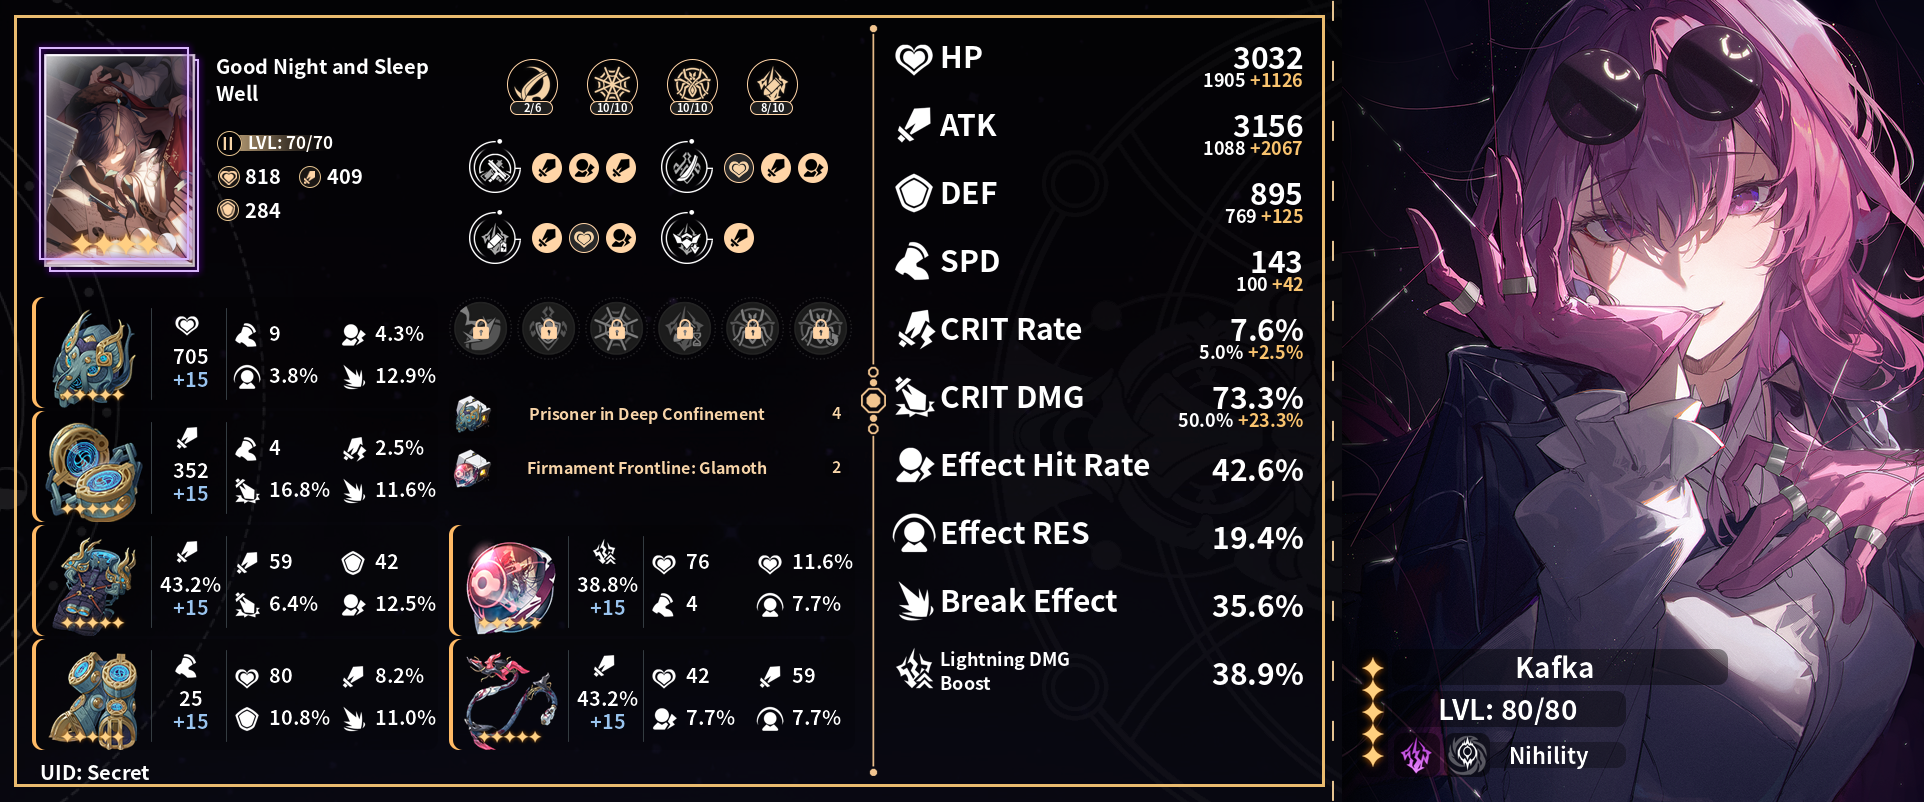 Good Night and Sleep
Well
LVL: 70/70
818 409
284
2/6 10/10 10/10 8/10
705
+15
9 4.3%
3.8% 12.9%
352
+15
4 2.5%
16.8% 11.6%
43.2%
+15
59 42
6.4% 12.5%
25
+15
80 8.2%
10.8% 11.0%
Prisoner in Deep Confinement 4
Firmament Frontline: Glamoth 2
38.8%
+15
76 11.6%
4 7.7%
43.2%
+15
42 59
7.7% 7.7%
UID: Secret
HP 3032
1905 +1126
ATK 3156
1088 +2067
DEF 895
769 +125
SPD 143
100 +42
CRIT Rate 7.6%
5.0% +2.5%
CRIT DMG 73.3%
50.0% +23.3%
Effect Hit Rate 42.6%
Effect RES 19.4%
Break Effect 35.6%
Lightning DMG
Boost 38.9%
Kafka
LVL: 80/80
Nihility